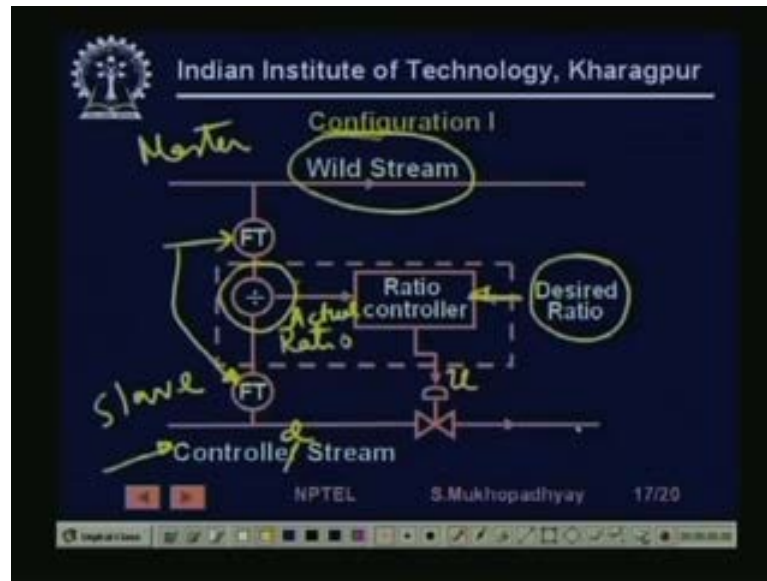 Indian Institute of Technology, Kharagpur
Configuration I
Master
Wild Stream
FT
÷
Actual
Ratio
Ratio
controller
Desired
Ratio
Slave
FT
u
Controlled Stream
NPTEL
S.Mukhopadhyay
17/20